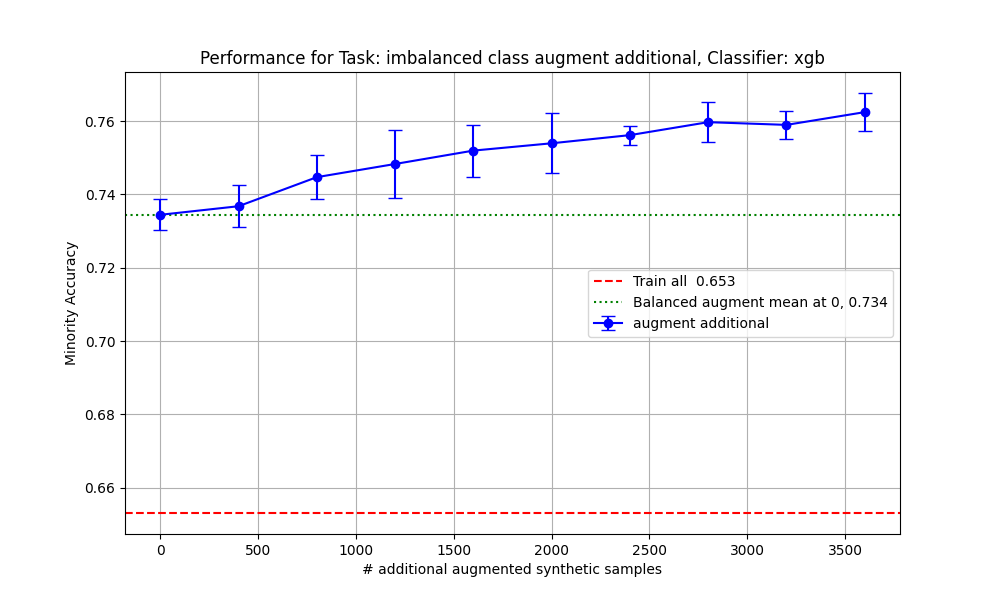 Performance for Task: imbalanced class augment additional, Classifier: xgb
0.76
0.74
0.72
0.70
0.68
0.66
Minority Accuracy
Train all  0.653
Balanced augment mean at 0, 0.734
augment additional
0 500 1000 1500 2000 2500 3000 3500
# additional augmented synthetic samples